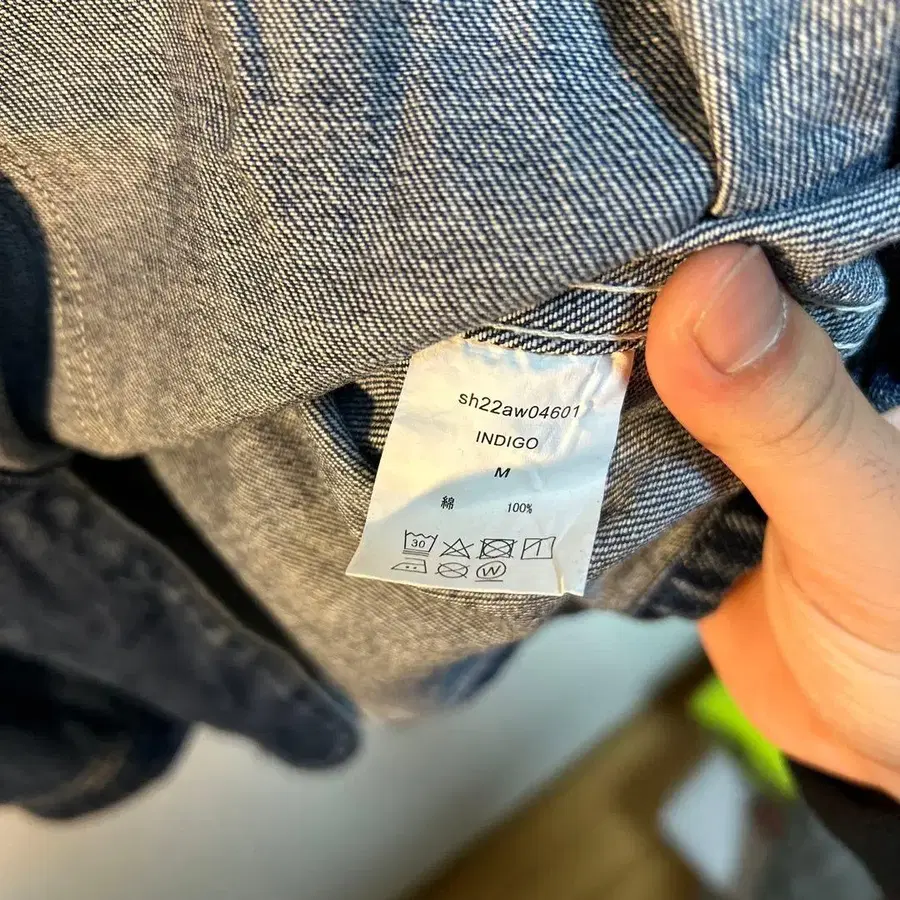 sh22aw04601
INDIGO
M
綿 100%
30
W